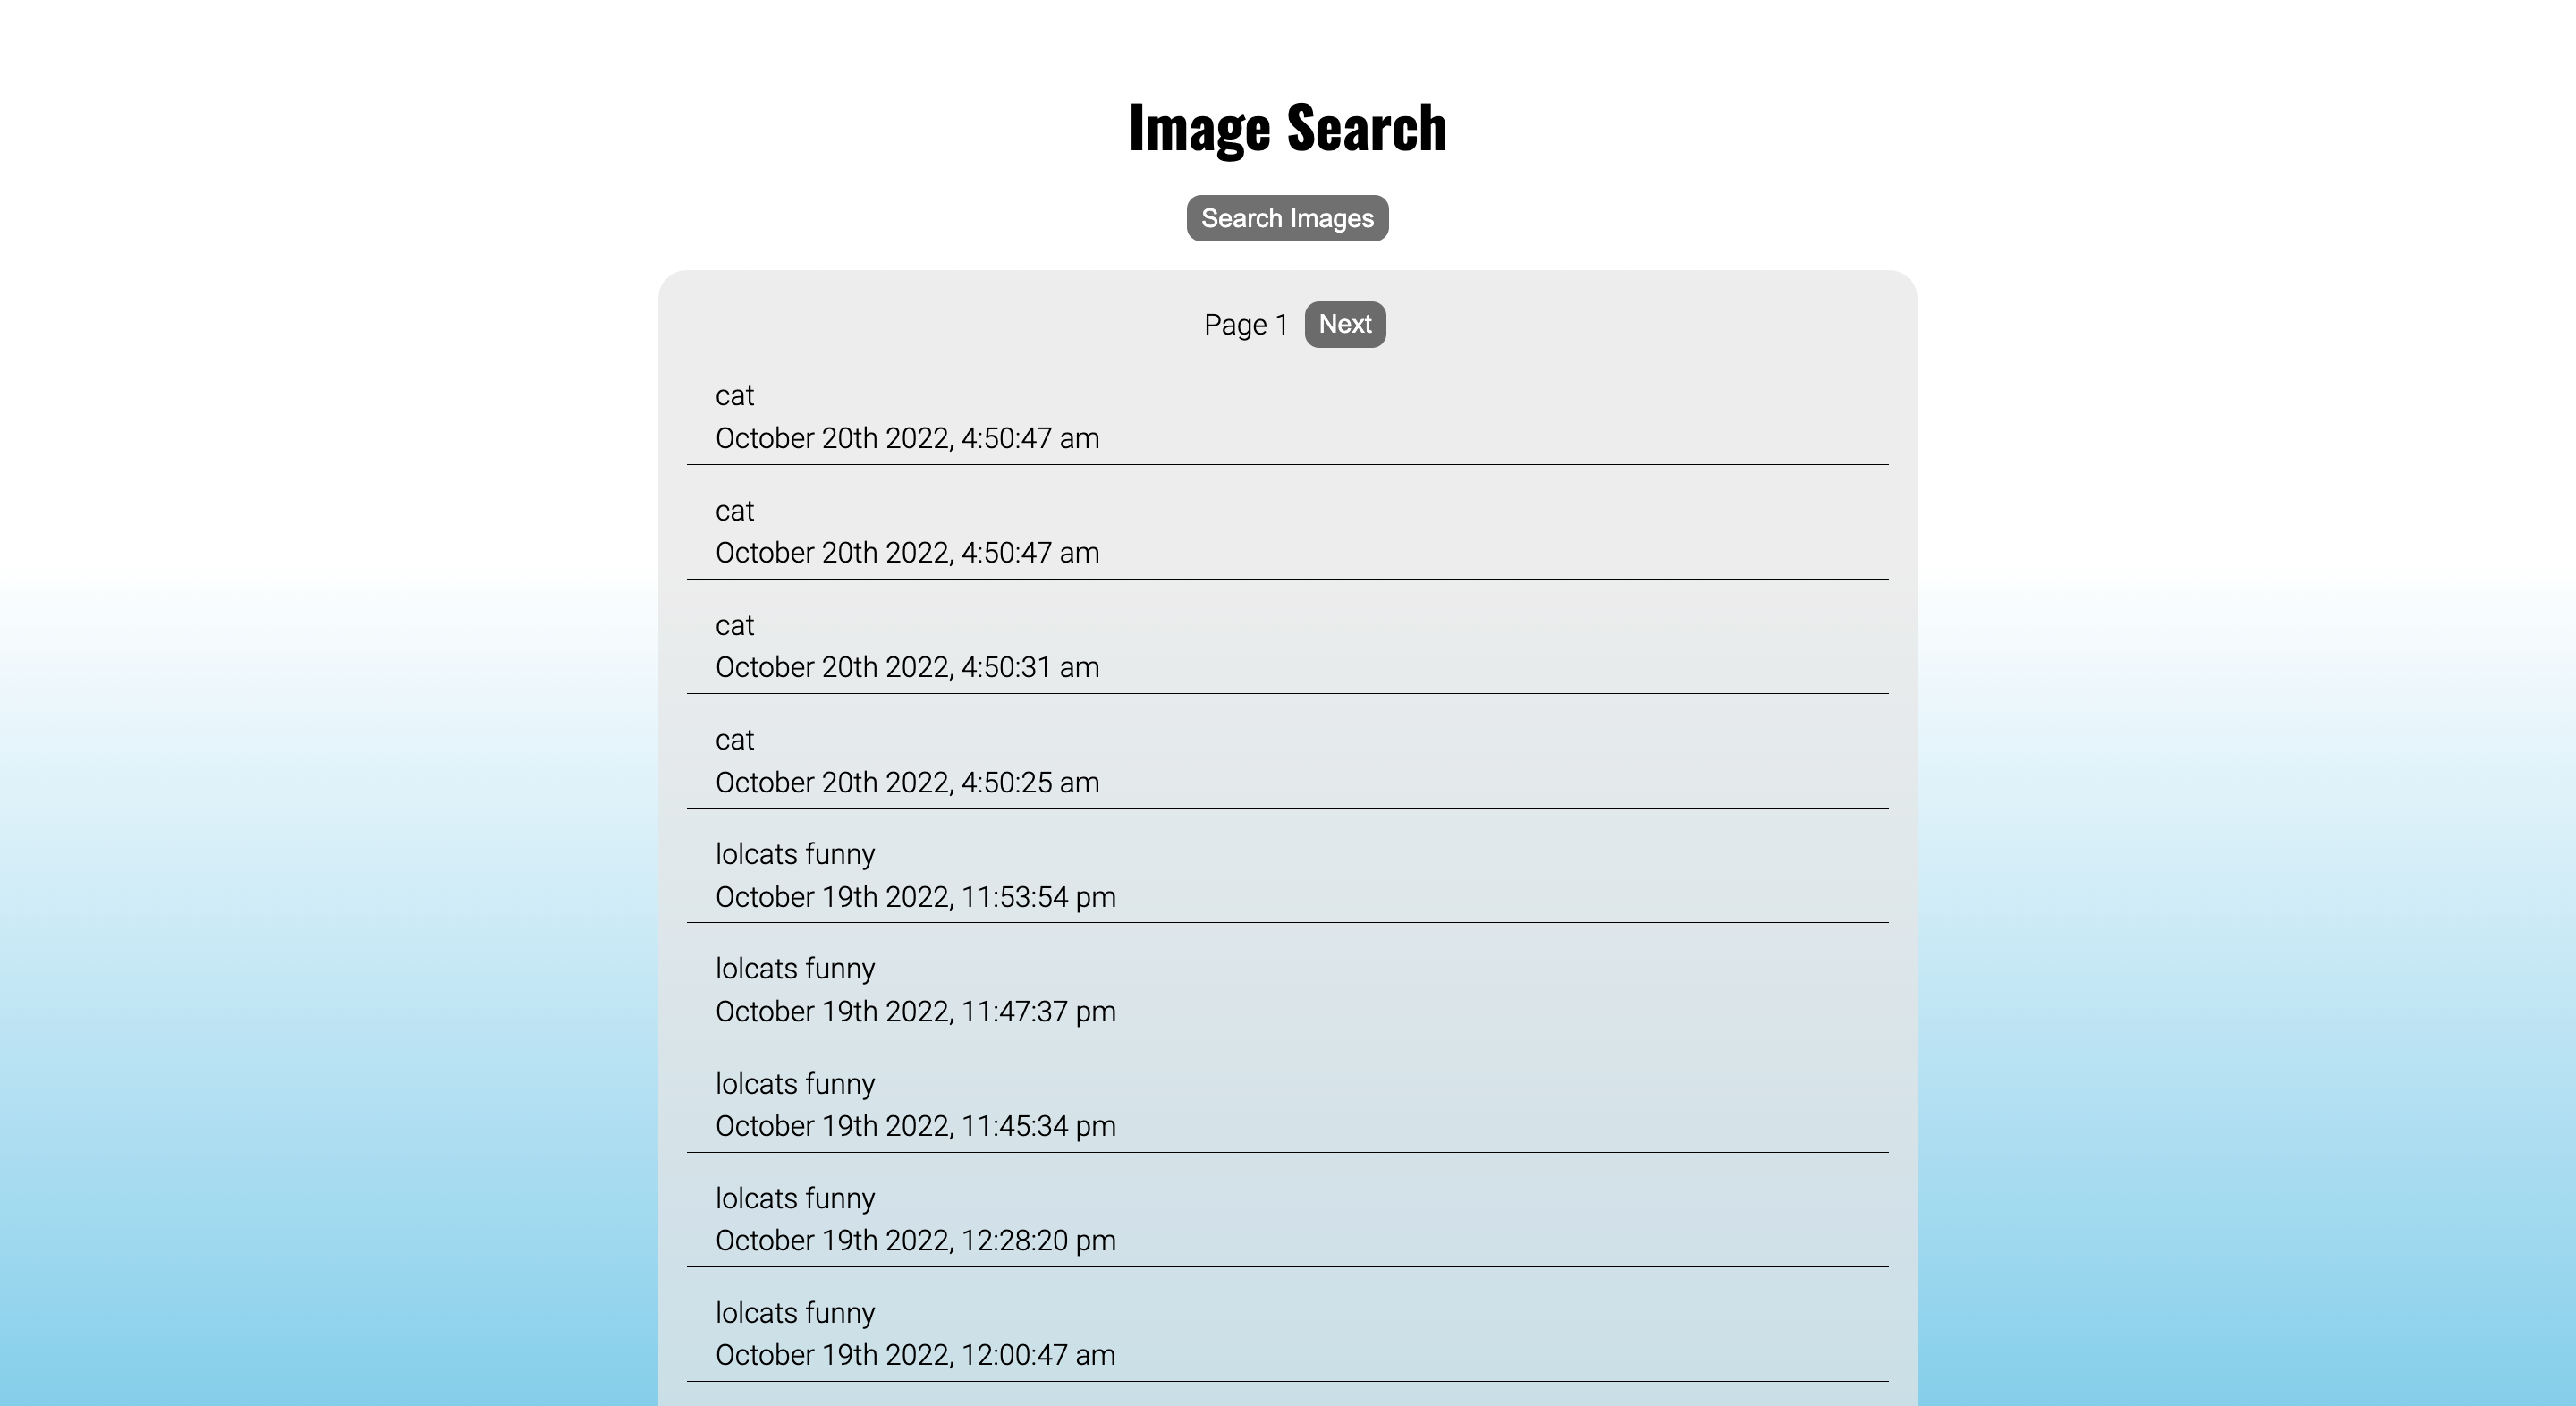 Image Search
Search Images
Page 1 Next
cat
October 20th 2022, 4:50:47 am
cat
October 20th 2022, 4:50:47 am
cat
October 20th 2022, 4:50:31 am
cat
October 20th 2022, 4:50:25 am
lolcats funny
October 19th 2022, 11:53:54 pm
lolcats funny
October 19th 2022, 11:47:37 pm
lolcats funny
October 19th 2022, 11:45:34 pm
lolcats funny
October 19th 2022, 12:28:20 pm
lolcats funny
October 19th 2022, 12:00:47 am